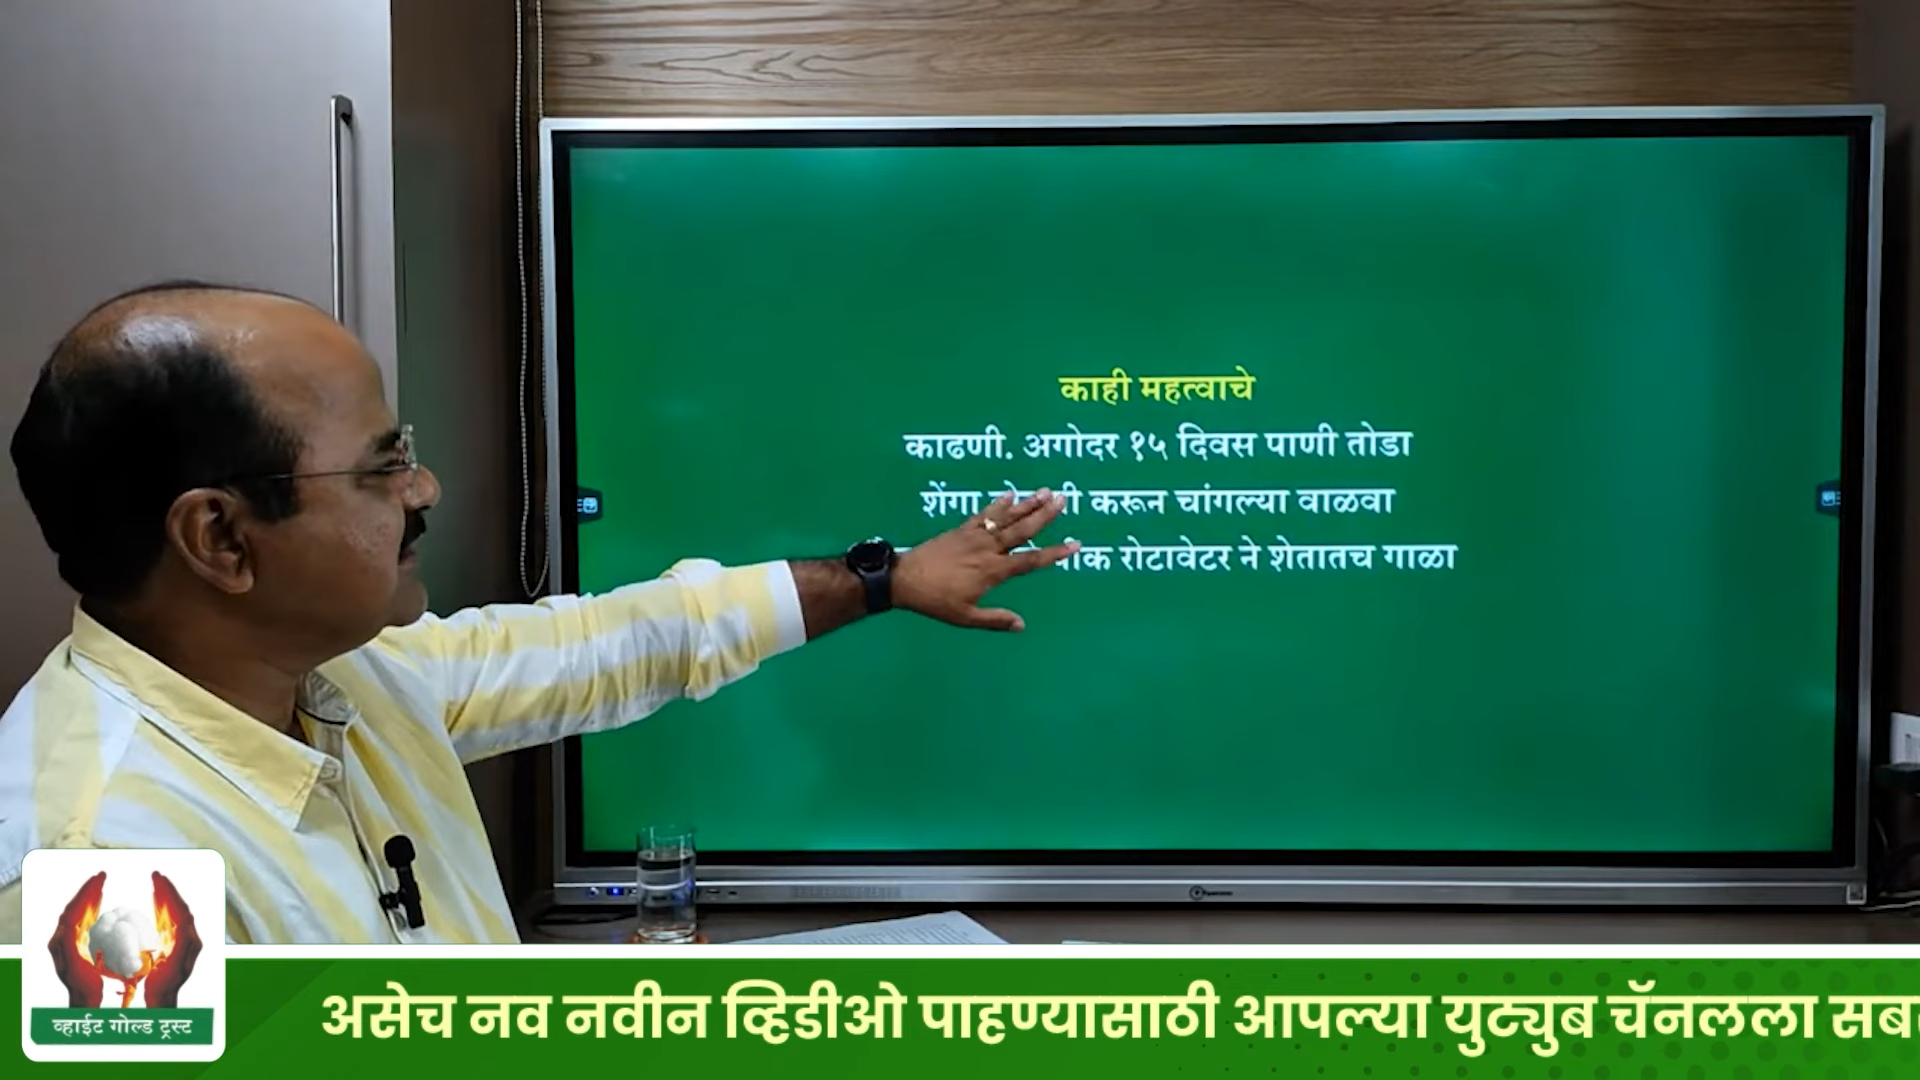 काही महत्वाचे
काढणी. अगोदर १५ दिवस पाणी तोडा
शेंगा करून चांगल्या वाळवा
रोटावेटर ने शेतातच गाळा
व्हाईट गोल्ड ट्रस्ट
असेच नव नवीन व्हिडीओ पाहण्यासाठी आपल्या युट्युब चॅनलला